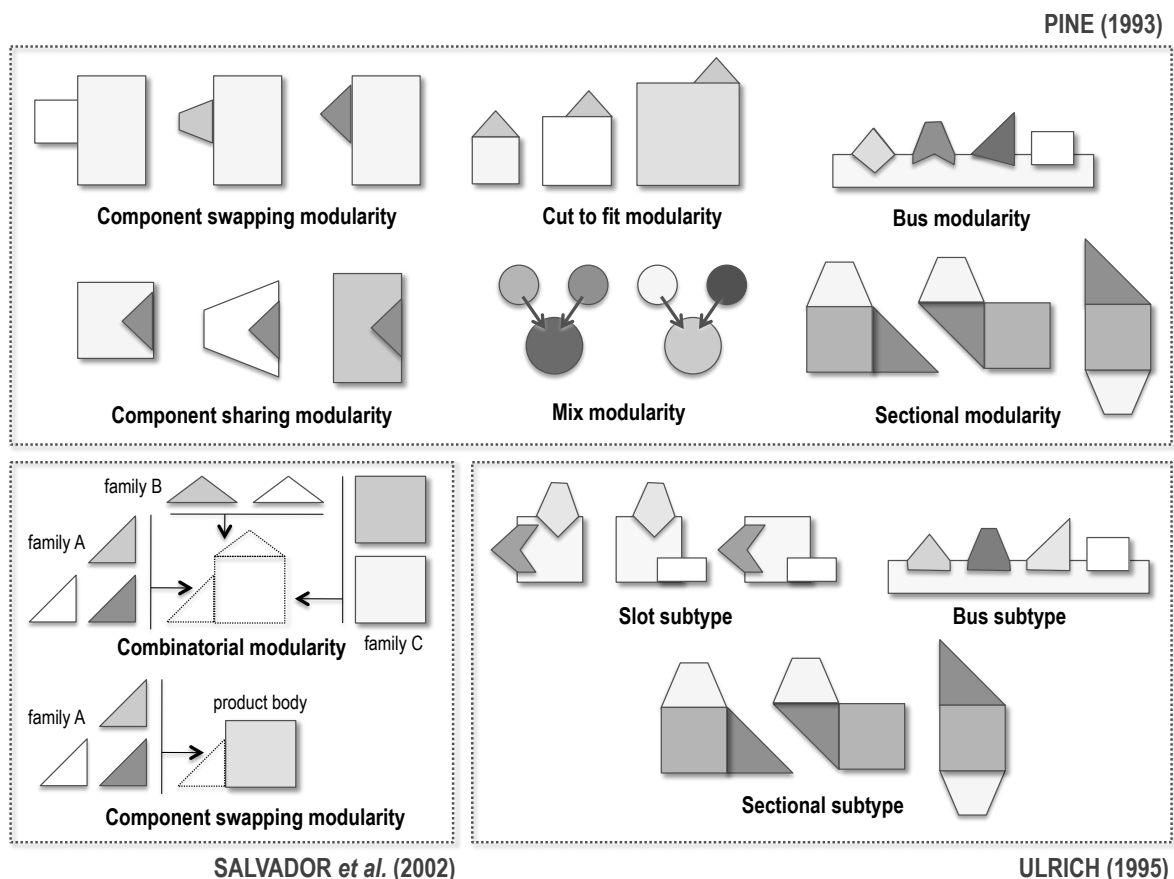 PINE (1993)
Component swapping modularity
Cut to fit modularity
Bus modularity
Component sharing modularity
Mix modularity
Sectional modularity
family B
family A
Combinatorial modularity
family C
family A
product body
Component swapping modularity
Slot subtype
Bus subtype
Sectional subtype
SALVADOR et al. (2002)
ULRICH (1995)